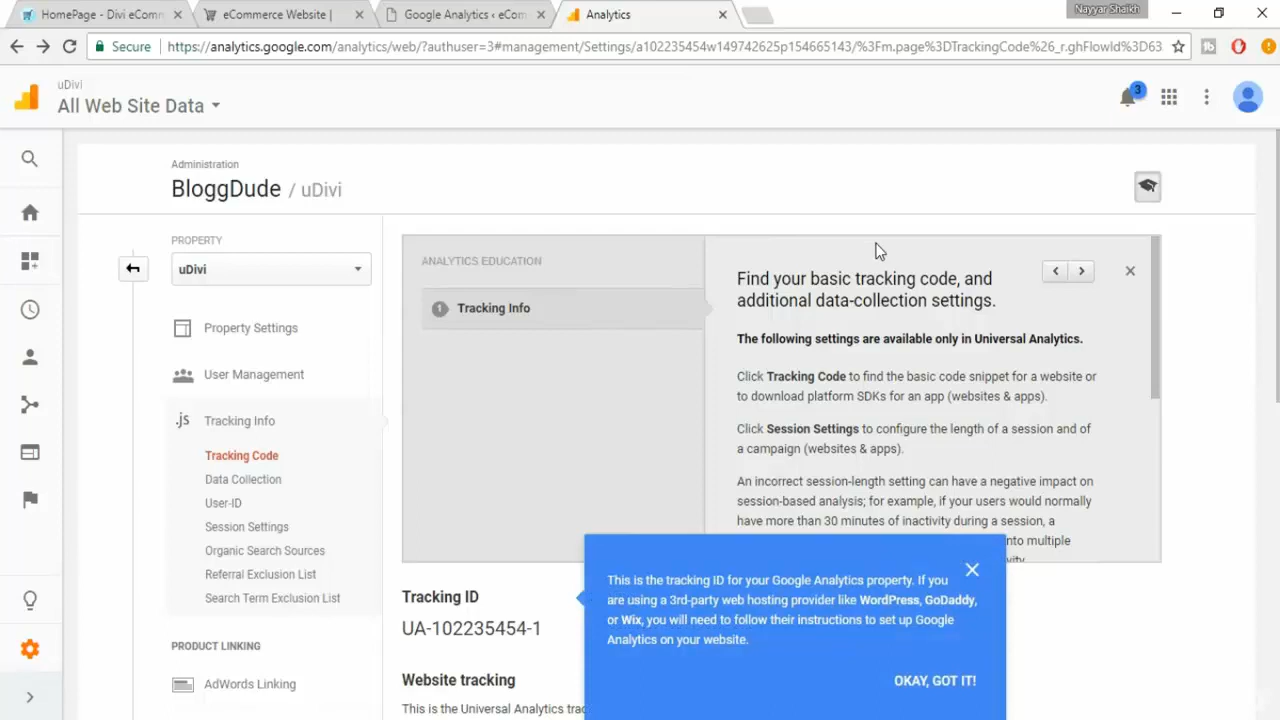 HomePage - Divi eComm
eCommerce Website |
Google Analytics ‹ eCom
Analytics
Nayyar Shaikh
Secure
https://analytics.google.com/analytics/web/?authuser=3#management/Settings/a102235454w149742625p154665143/%3Fm.page%3DTrackingCode%26_r.ghFlowId%3D63
uDivi
All Web Site Data
3
Administration
BloggDude / uDivi
PROPERTY
uDivi
Property Settings
User Management
.js Tracking Info
Tracking Code
Data Collection
User-ID
Session Settings
Organic Search Sources
Referral Exclusion List
Search Term Exclusion List
PRODUCT LINKING
AdWords Linking
ANALYTICS EDUCATION
1 Tracking Info
Find your basic tracking code, and
additional data-collection settings.
The following settings are available only in Universal Analytics.
Click Tracking Code to find the basic code snippet for a website or
to download platform SDKs for an app (websites & apps).
Click Session Settings to configure the length of a session and of
a campaign (websites & apps).
An incorrect session-length setting can have a negative impact on
session-based analysis; for example, if your users would normally
have more than 30 minutes of inactivity during a session, a
nto multiple
Tracking ID
UA-102235454-1
Website tracking
This is the Universal Analytics trac
This is the tracking ID for your Google Analytics property. If you
are using a 3rd-party web hosting provider like WordPress, GoDaddy,
or Wix, you will need to follow their instructions to set up Google
Analytics on your website.
OKAY, GOT IT!